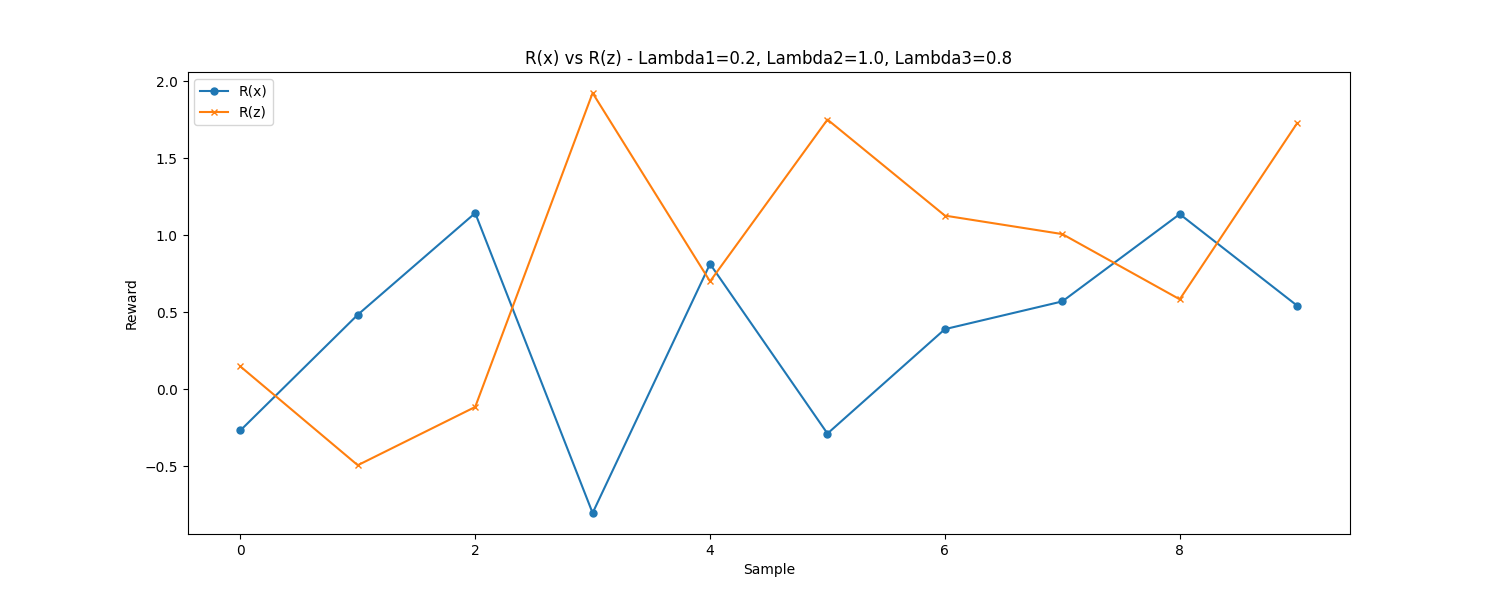 R(x) vs R(z) - Lambda1=0.2, Lambda2=1.0, Lambda3=0.8
R(x)
R(z)
Reward
2.0
1.5
1.0
0.5
0.0
−0.5
0 2 4 6 8
Sample